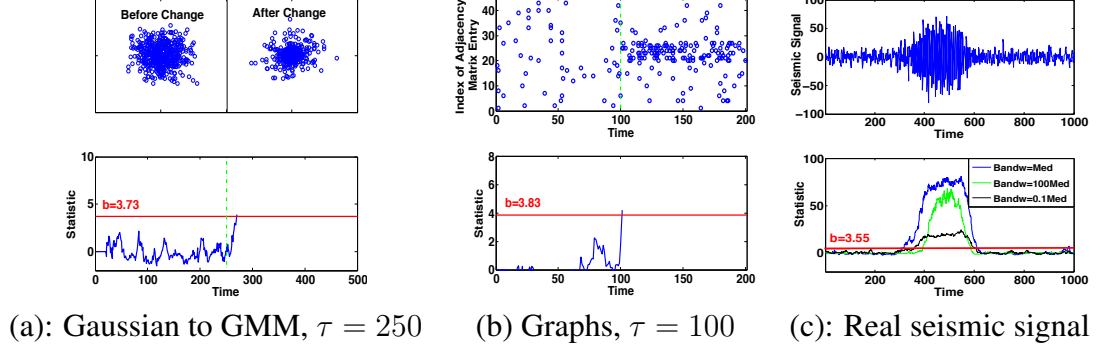 Before Change
After Change
10
5
0
Statistic
b=3.73
0 100 200 300 400 500
Time
(a): Gaussian to GMM, τ = 250
40
30
20
10
0
Index of Adjacency
Matrix Entry
0 50 100 150 200
Time
8
6
4
2
0
Statistic
b=3.83
0 50 100 150 200
Time
(b) Graphs, τ = 100
100
50
0
−50
−100
Seismic Signal
200 400 600 800 1000
Time
100
50
0
Statistic
b=3.55
Bandw=Med
Bandw=100Med
Bandw=0.1Med
200 400 600 800 1000
Time
(c): Real seismic signal